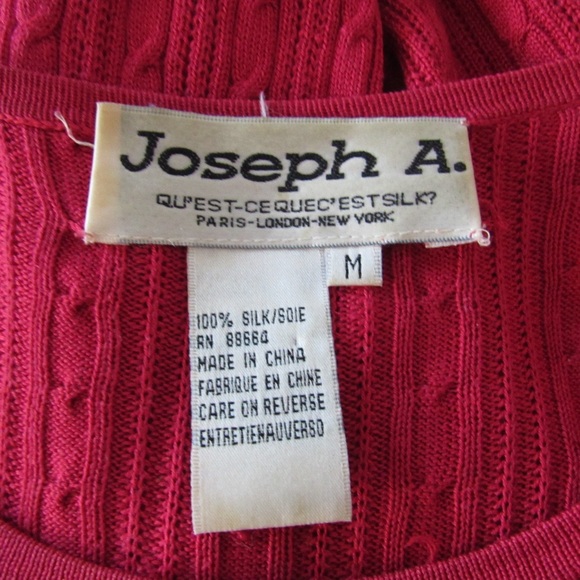 Joseph A.
QU'EST-CEQUEC'ESTSILK?
PARIS-LONDON-NEW YORK
M
100% SILK/SOIE
RN 88664
MADE IN CHINA
FABRIQUE EN CHINE
CARE ON REVERSE
ENTRETIENAUVERSO